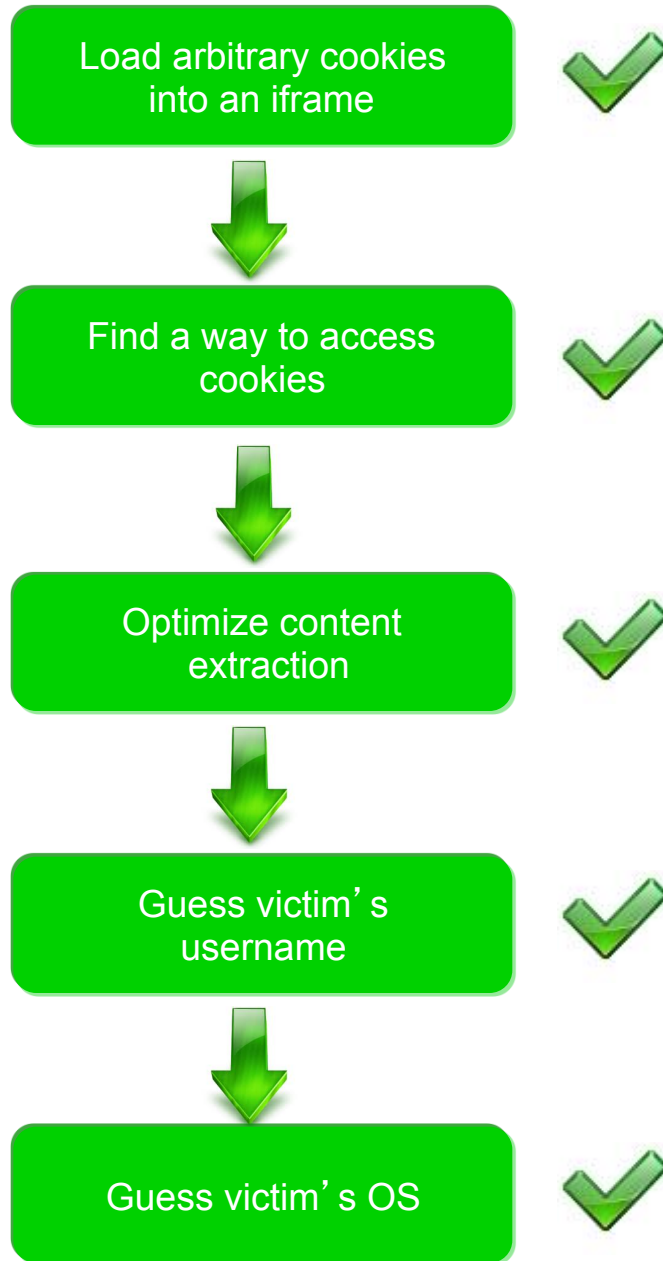 Load arbitrary cookies
into an iframe
Find a way to access
cookies
Optimize content
extraction
Guess victim’s
username
Guess victim’s OS